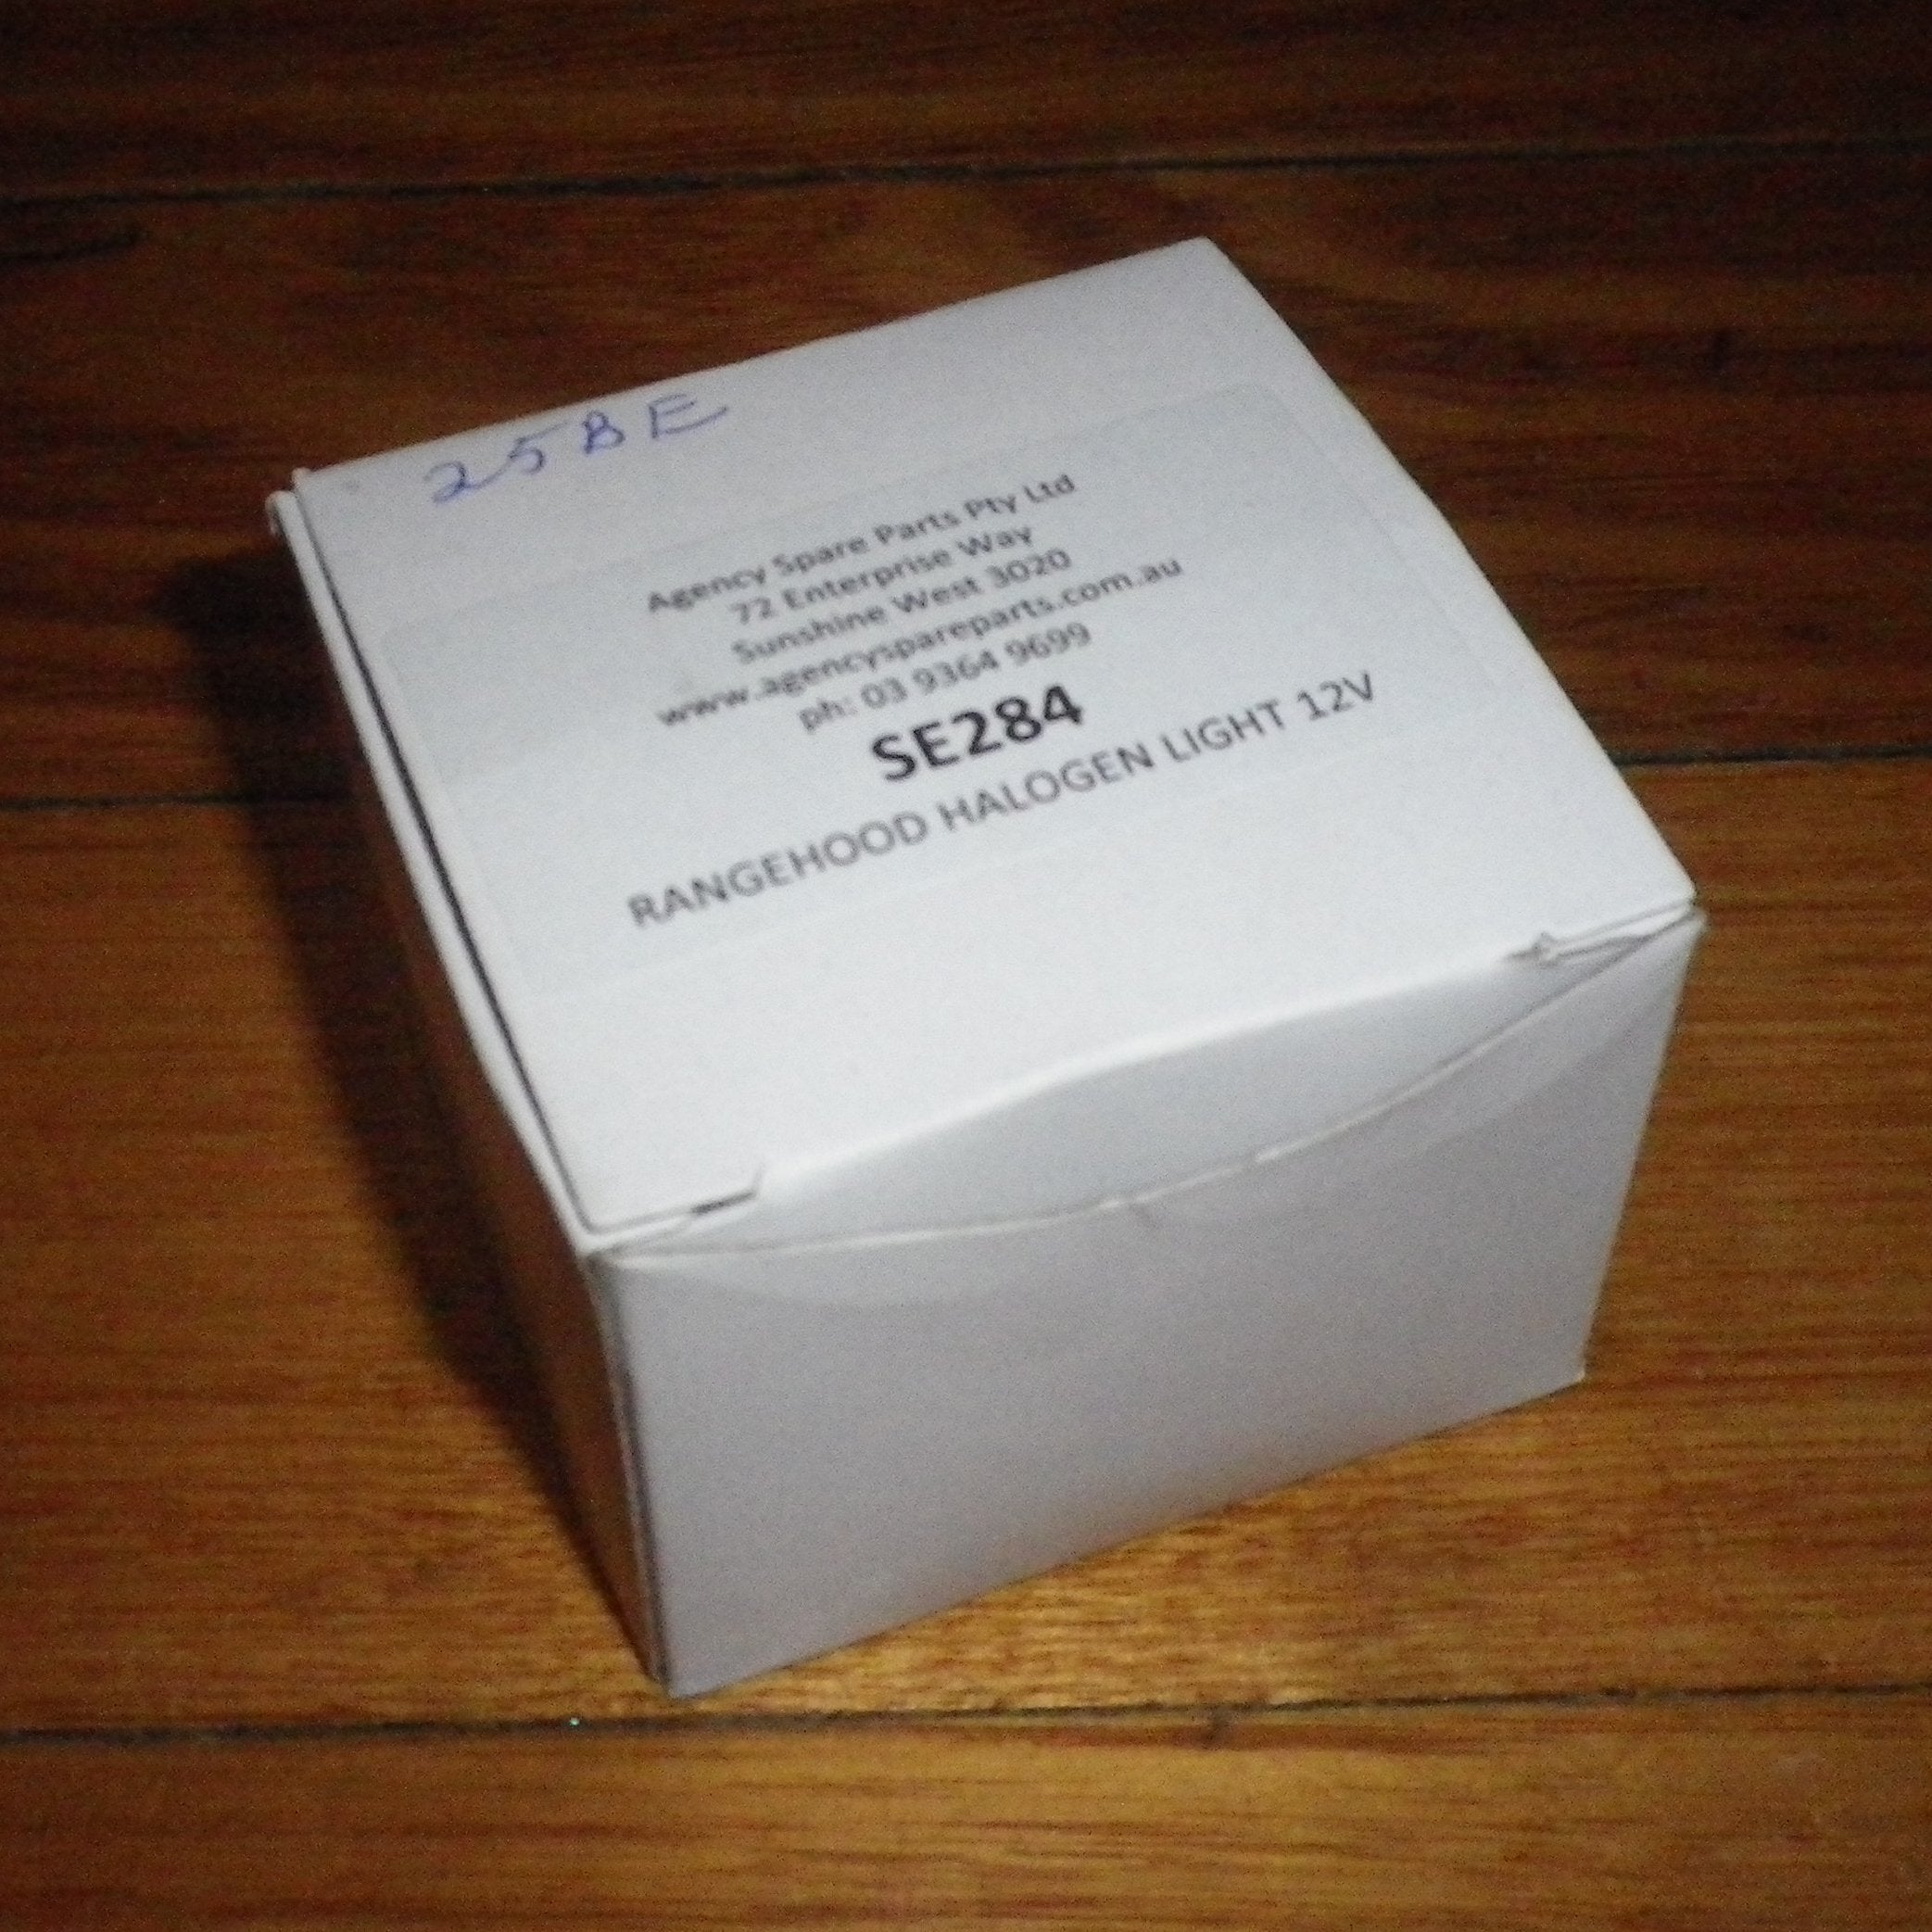 25BE
Agency Spare Parts Pty Ltd
72 Enterprise Way
Sunshine West 3020
www.agencyspareparts.com.au
ph: 03 9364 9699
SE284
RANGEHOOD HALOGEN LIGHT 12V